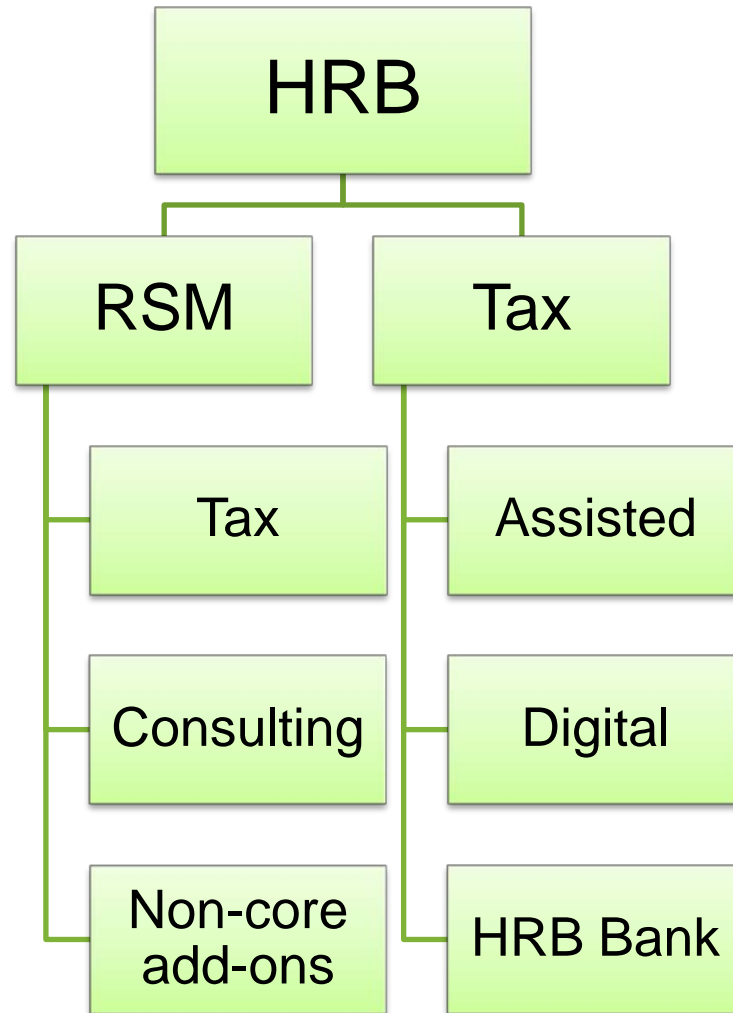 HRB
RSM
Tax
Tax
Assisted
Consulting
Digital
Non-core
add-ons
HRB Bank